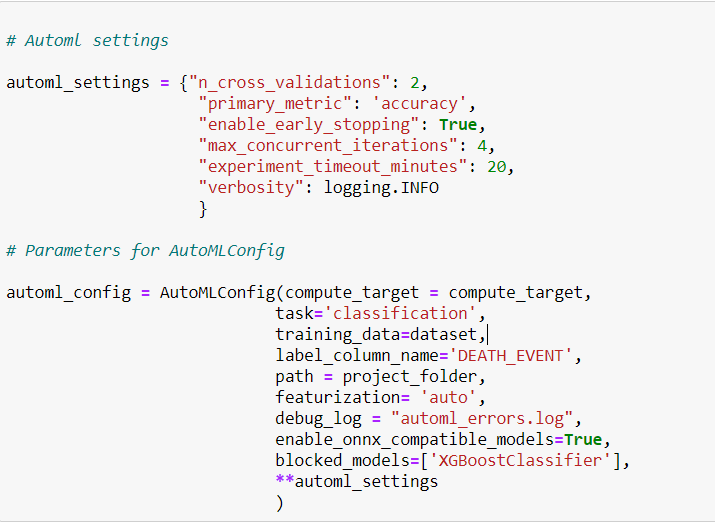 # Automl settings
automl_settings = {"n_cross_validations": 2,
"primary_metric": 'accuracy',
"enable_early_stopping": True,
"max_concurrent_iterations": 4,
"experiment_timeout_minutes": 20,
"verbosity": logging.INFO
}
# Parameters for AutoMLConfig
automl_config = AutoMLConfig(compute_target = compute_target,
task='classification',
training_data=dataset,
label_column_name='DEATH_EVENT',
path = project_folder,
featurization= 'auto',
debug_log = "automl_errors.log",
enable_onnx_compatible_models=True,
blocked_models=['XGBoostClassifier'],
**automl_settings
)